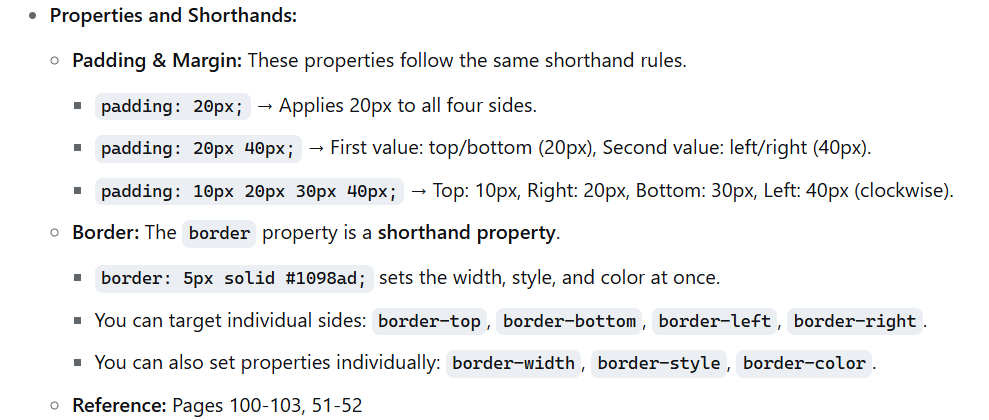 Properties and Shorthands:
Padding & Margin: These properties follow the same shorthand rules.
padding: 20px; → Applies 20px to all four sides.
padding: 20px 40px; → First value: top/bottom (20px), Second value: left/right (40px).
padding: 10px 20px 30px 40px; → Top: 10px, Right: 20px, Bottom: 30px, Left: 40px (clockwise).
Border: The border property is a shorthand property.
border: 5px solid #1098ad; sets the width, style, and color at once.
You can target individual sides: border-top, border-bottom, border-left, border-right.
You can also set properties individually: border-width, border-style, border-color.
Reference: Pages 100-103, 51-52